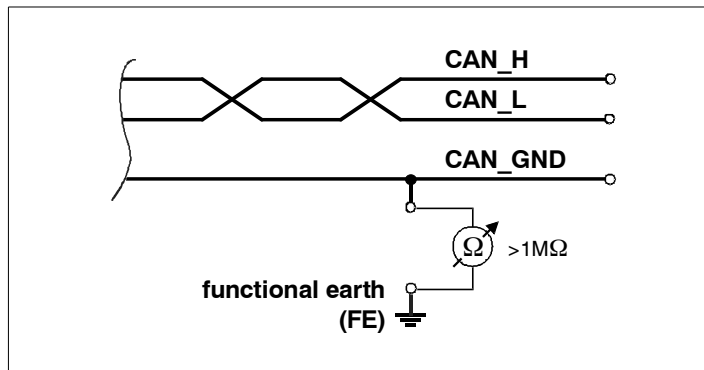 CAN_H
CAN_L
CAN_GND
Ω >1MΩ
functional earth
(FE)